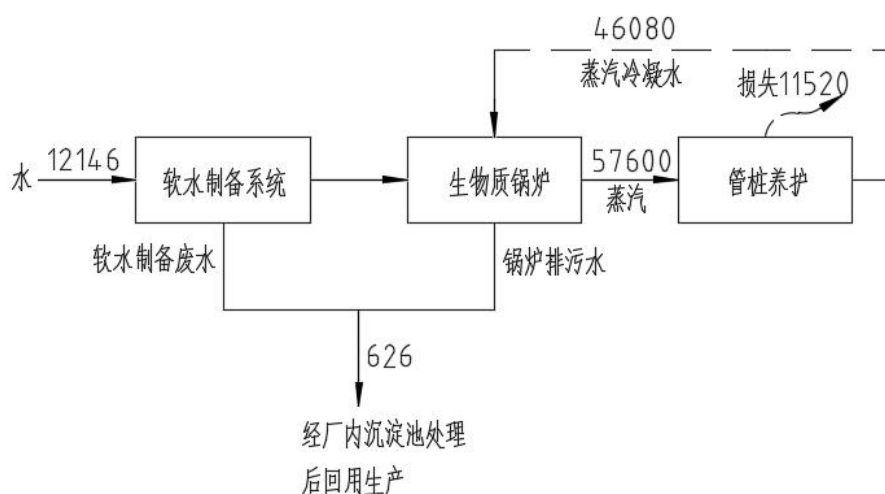 46080
蒸汽冷凝水
损失11520
水
12146
软水制备系统
生物质锅炉
57600
蒸汽
管桩养护
软水制备废水
锅炉排污水
626
经厂内沉淀池处理
后回用生产